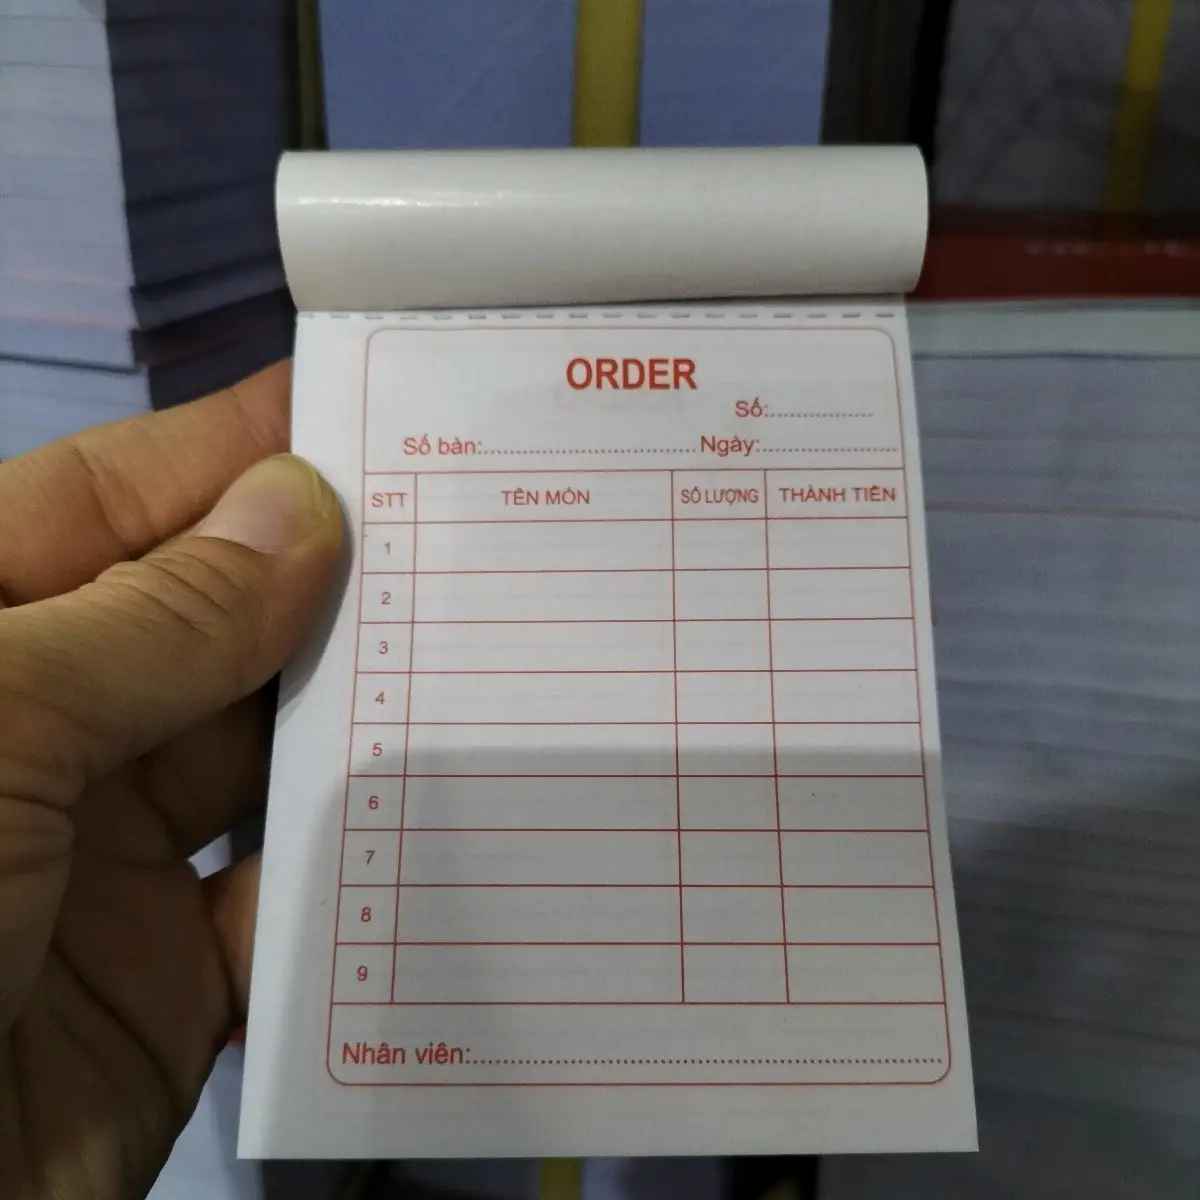 ORDER
Số:.................
Số bàn:................................. Ngày:.....................
STT TÊN MÓN SỐ LƯỢNG THÀNH TIỀN
1
2
3
4
5
6
7
8
9
Nhân viên:..............................................................